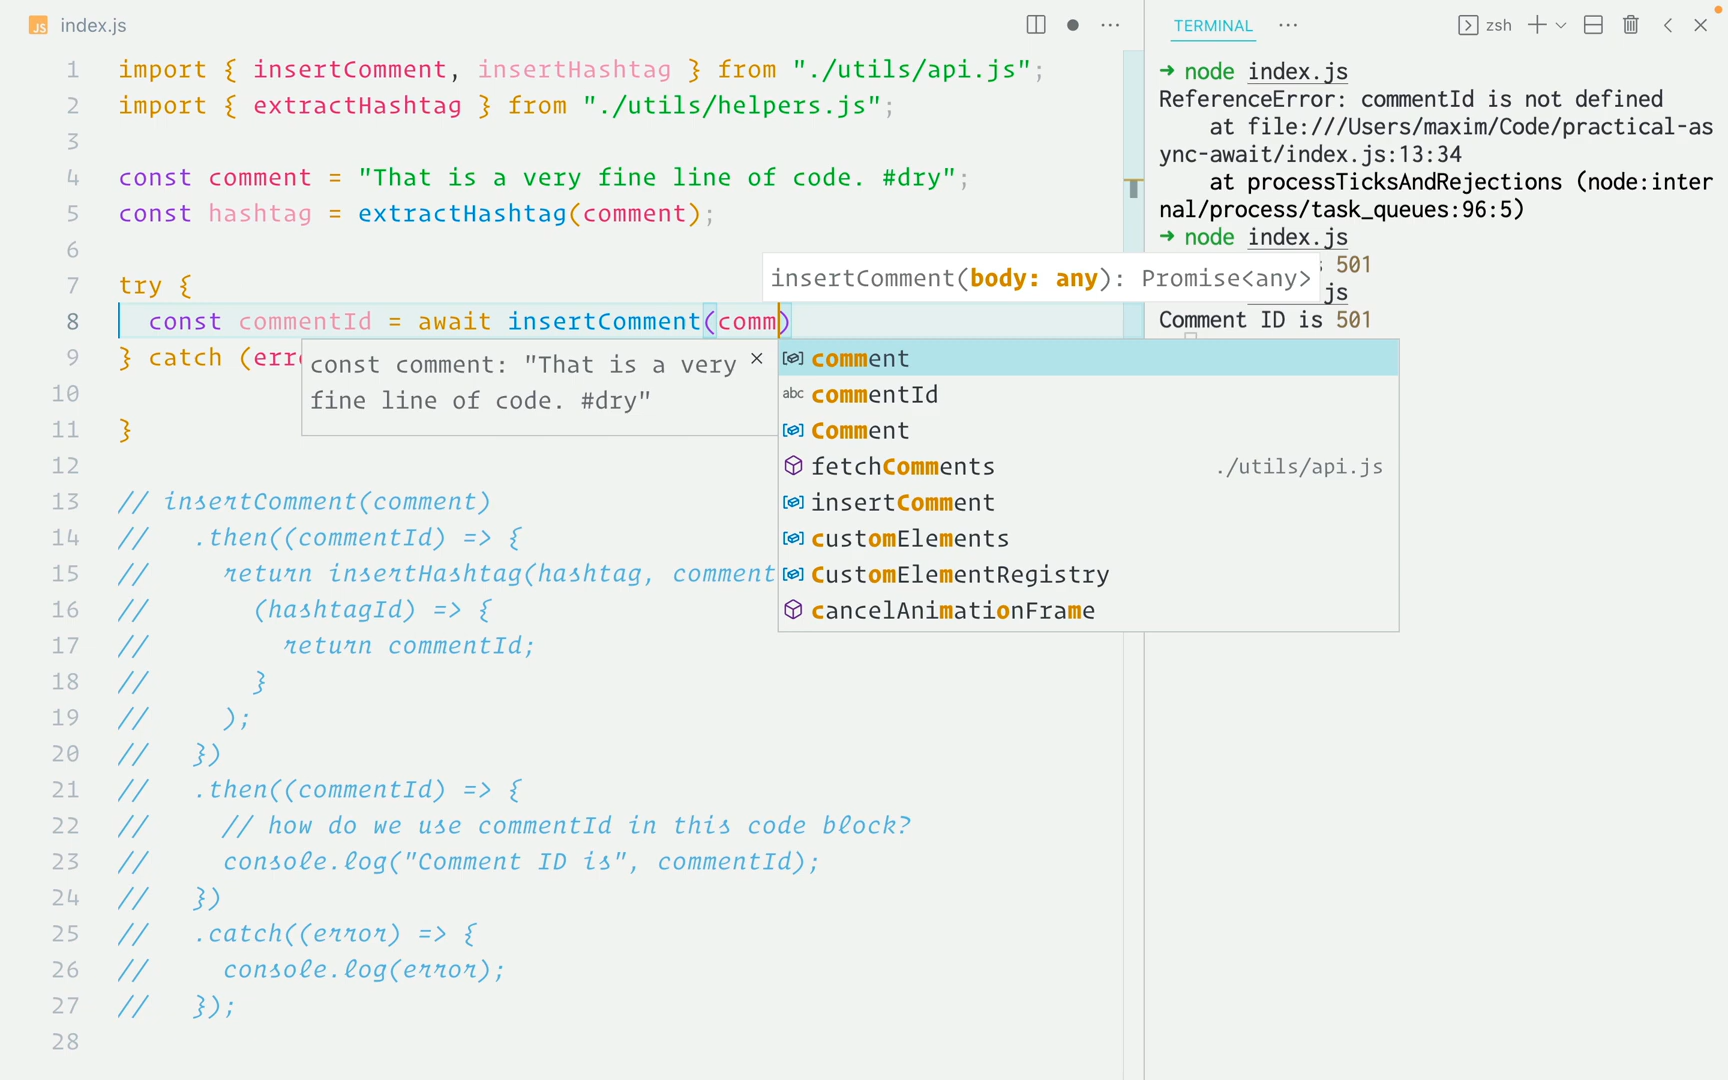 JS index.js
1 import { insertComment, insertHashtag } from "./utils/api.js";
2 import { extractHashtag } from "./utils/helpers.js";
3
4 const comment = "That is a very fine line of code. #dry";
5 const hashtag = extractHashtag(comment);
6
7 try {
insertComment(body: any): Promise<any>
8 const commentId = await insertComment(comm)
9 } catch (erro
const comment: "That is a very
fine line of code. #dry"
comment
abc commentId
Comment
fetchComments ./utils/api.js
insertComment
customElements
CustomElementRegistry
cancelAnimationFrame
10
11 }
12
13 // insertComment(comment)
14 // .then((commentId) => {
15 // return insertHashtag(hashtag, comment
16 // (hashtagId) => {
17 // return commentId;
18 // }
19 // );
20 // })
21 // .then((commentId) => {
22 // // how do we use commentId in this code block?
23 // console.log("Comment ID is", commentId);
24 // })
25 // .catch((error) => {
26 // console.log(error);
27 // });
28
TERMINAL
zsh
→ node index.js
ReferenceError: commentId is not defined
at file:///Users/maxim/Code/practical-as
ync-await/index.js:13:34
at processTicksAndRejections (node:inter
nal/process/task_queues:96:5)
→ node index.js
501
js
Comment ID is 501